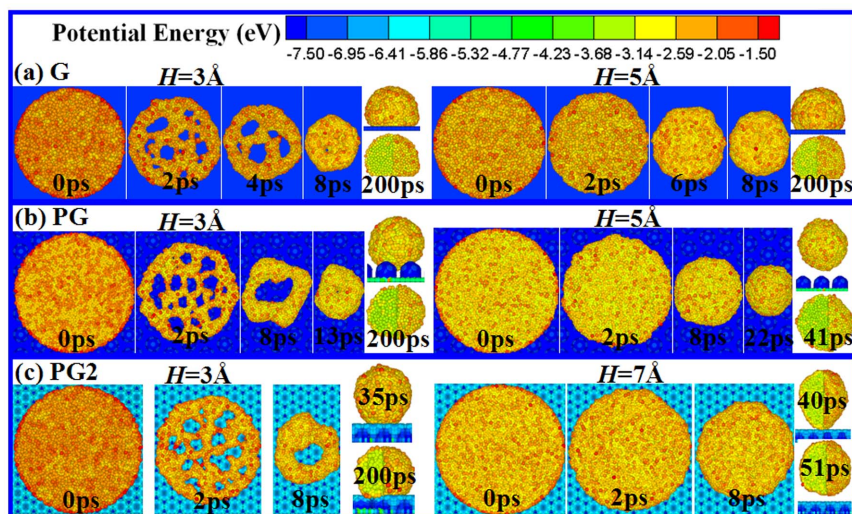 Potential Energy (eV)
-7.50 -6.95 -6.41 -5.86 -5.32 -4.77 -4.23 -3.68 -3.14 -2.59 -2.05 -1.50
(a) G H=3Å H=5Å
0ps 2ps 4ps 8ps 200ps 0ps 2ps 6ps 8ps 200ps
(b) PG H=3Å H=5Å
0ps 2ps 8ps 13ps 200ps 0ps 2ps 8ps 22ps 41ps
(c) PG2 H=3Å H=7Å
35ps 40ps
0ps 2ps 8ps 200ps 0ps 2ps 8ps 51ps